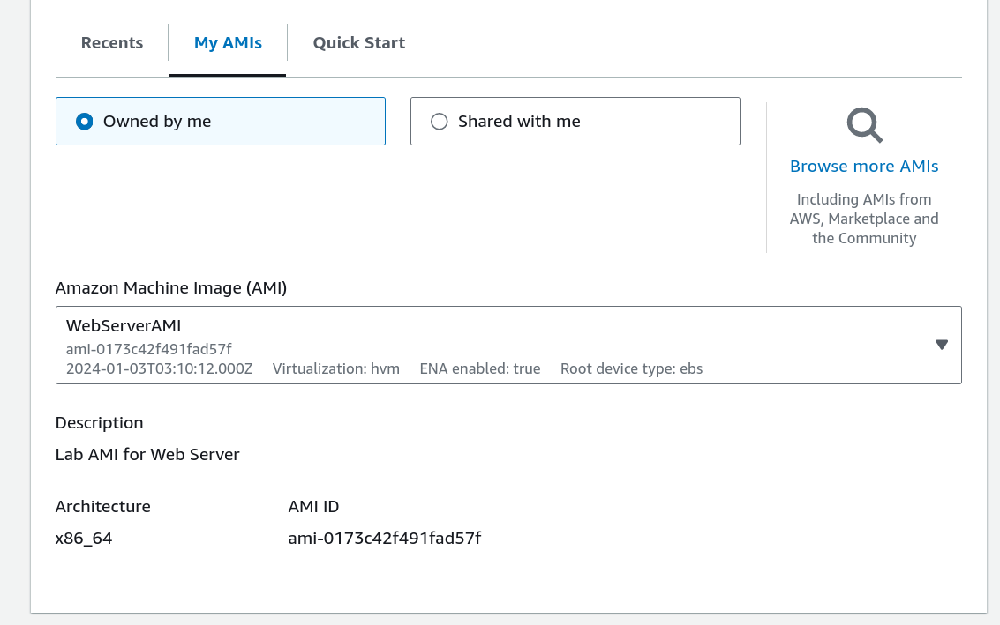 Recents
My AMIs
Quick Start
Owned by me
Shared with me
Browse more AMIs
Including AMIs from
AWS, Marketplace and
the Community
Amazon Machine Image (AMI)
WebServerAMI
ami-0173c42f491fad57f
2024-01-03T03:10:12.000Z Virtualization: hvm ENA enabled: true Root device type: ebs
Description
Lab AMI for Web Server
Architecture
AMI ID
x86_64
ami-0173c42f491fad57f